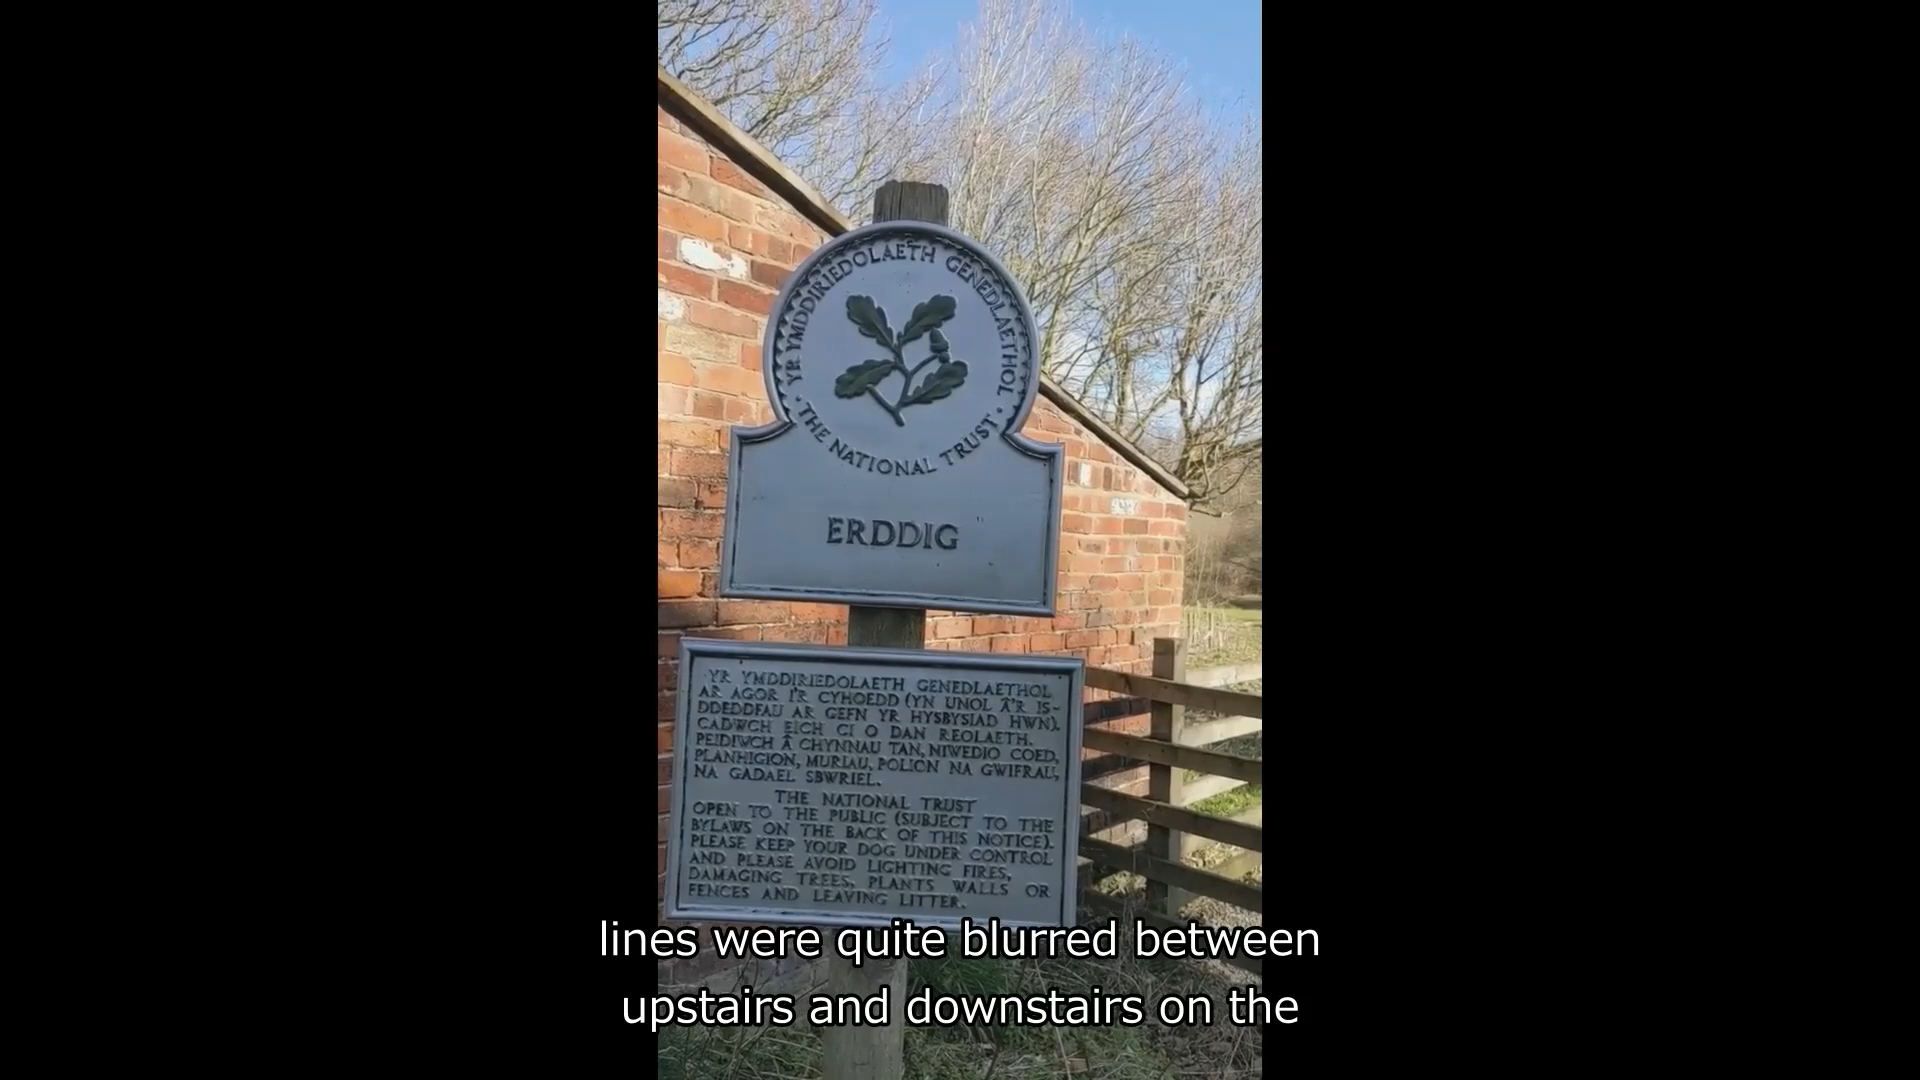 YR YMDDIRIEDOLAETH GENEDLAETHOL
THE NATIONAL TRUST
ERDDIG
YR YMDDIRIEDOLAETH GENEDLAETHOL
AR AGOR I'R CYHOEDD (YN UNOL Â'R IS-
DDEDDFAU AR GEFN YR HYSBYSIAD HWN).
CADWCH EICH CI O DAN REOLAETH.
PEIDIWCH Â CHYNNAU TAN, NIWEDIO COED,
PLANHIGION, MURIAU, POLION NA GWIFRAU,
NA GADAEL SBWRIEL.
THE NATIONAL TRUST
OPEN TO THE PUBLIC (SUBJECT TO THE
BYLAWS ON THE BACK OF THIS NOTICE).
PLEASE KEEP YOUR DOG UNDER CONTROL
AND PLEASE AVOID LIGHTING FIRES,
DAMAGING TREES, PLANTS WALLS OR
FENCES AND LEAVING LITTER.
lines were quite blurred between
upstairs and downstairs on the